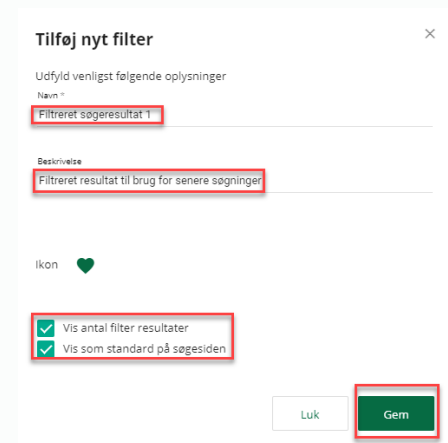 Tilføj nyt filter
Udfyld venligst følgende oplysninger
Navn *
Filtreret søgeresultat 1
Beskrivelse
Filtreret resultat til brug for senere søgninger
Ikon
Vis antal filter resultater
Vis som standard på søgesiden
Luk
Gem